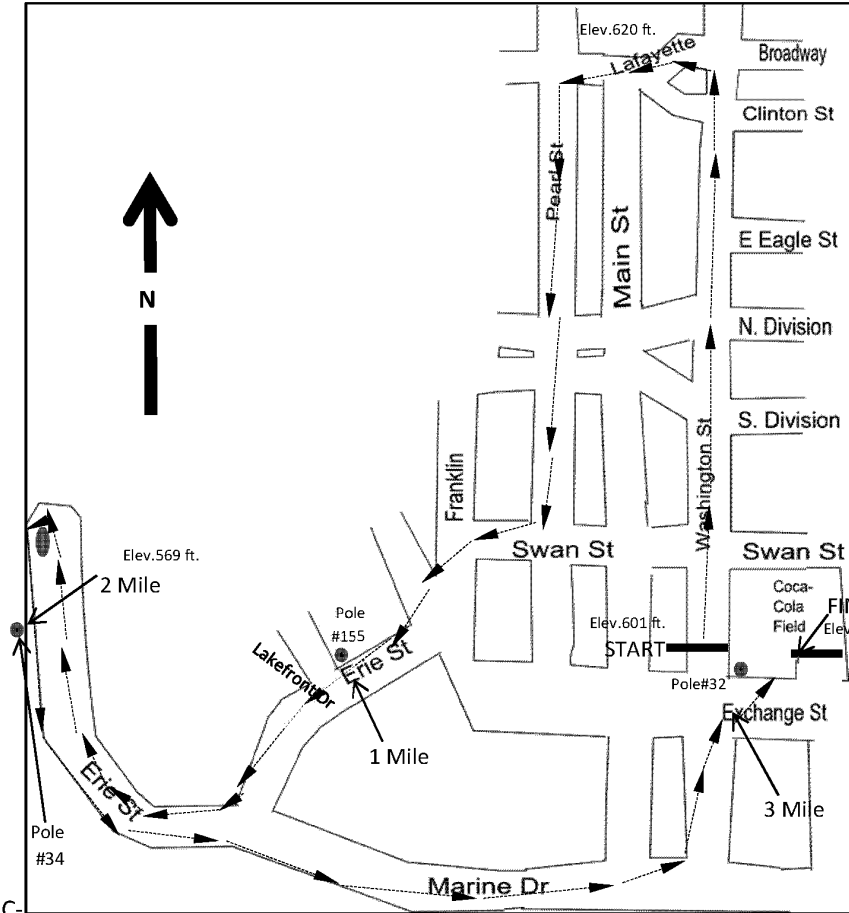 Elev.620 ft.
Lafayette
Broadway
Clinton St
Pearl St
Main St
E Eagle St
N
N. Division
S. Division
Washington St
Franklin
Swan St
Swan St
Elev.569 ft.
2 Mile
Coca-
Cola
Field
FIN
Elev
Pole
#155
Elev.601 ft.
START
Erie St
Lakefront Dr
Pole#32
Exchange St
1 Mile
3 Mile
Erie St
Pole
#34
Marine Dr
C-